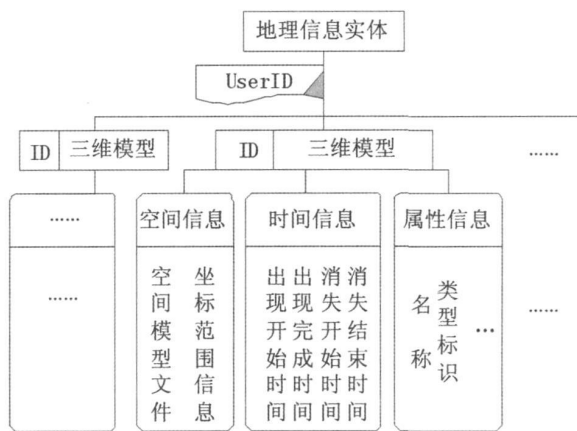 地理信息实体
UserID
ID 三维模型
ID 三维模型
……
……
空间信息
时间信息
属性信息
……
空间模型文件
坐标范围信息
出现开始时间
出现完成时间
消失开始时间
消失结束时间
名称
类型标识
…
……